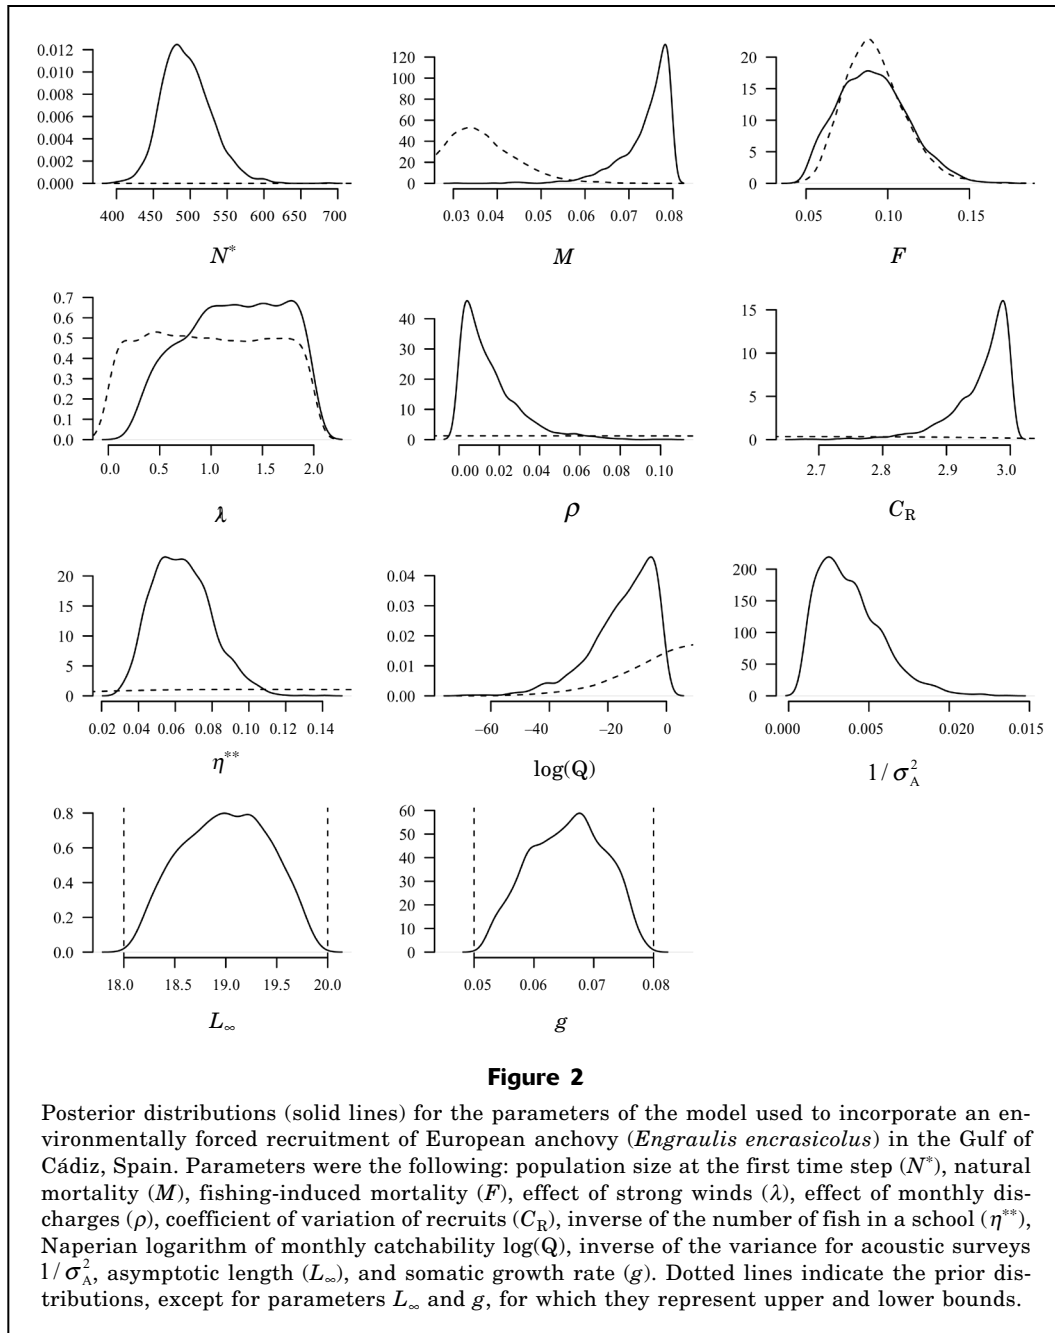 0.012
0.010
0.008
0.006
0.004
0.002
0.000
400 450 500 550 600 650 700
N*
120
100
80
60
40
20
0
0.03 0.04 0.05 0.06 0.07 0.08
M
20
15
10
5
0
0.05 0.10 0.15
F
0.7
0.6
0.5
0.4
0.3
0.2
0.1
0.0
0.0 0.5 1.0 1.5 2.0
λ
40
30
20
10
0
0.00 0.02 0.04 0.06 0.08 0.10
ρ
15
10
5
0
2.7 2.8 2.9 3.0
C_R
20
15
10
5
0
0.02 0.04 0.06 0.08 0.10 0.12 0.14
η**
0.04
0.03
0.02
0.01
0.00
−60 −40 −20 0
log(Q)
200
150
100
50
0
0.000 0.005 0.020 0.015
1/σ²_A
0.8
0.6
0.4
0.2
0.0
18.0 18.5 19.0 19.5 20.0
L∞
60
50
40
30
20
10
0
0.05 0.06 0.07 0.08
g
Figure 2
Posterior distributions (solid lines) for the parameters of the model used to incorporate an en-
vironmentally forced recruitment of European anchovy (Engraulis encrasicolus) in the Gulf of
Cádiz, Spain. Parameters were the following: population size at the first time step (N*), natural
mortality (M), fishing-induced mortality (F), effect of strong winds (λ), effect of monthly dis-
charges (ρ), coefficient of variation of recruits (C_R), inverse of the number of fish in a school (η**),
Naperian logarithm of monthly catchability log(Q), inverse of the variance for acoustic surveys
1/σ²_A, asymptotic length (L∞), and somatic growth rate (g). Dotted lines indicate the prior dis-
tributions, except for parameters L∞ and g, for which they represent upper and lower bounds.